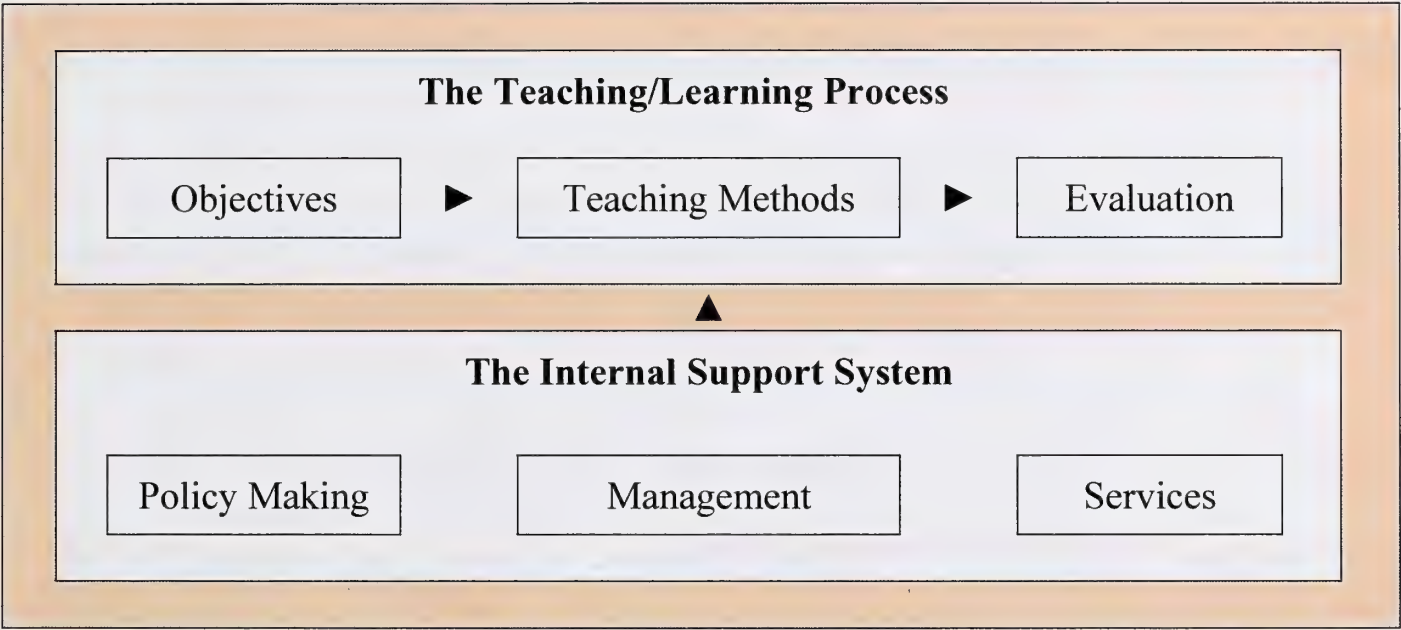 The Teaching/Learning Process
Objectives
Teaching Methods
Evaluation
The Internal Support System
Policy Making
Management
Services